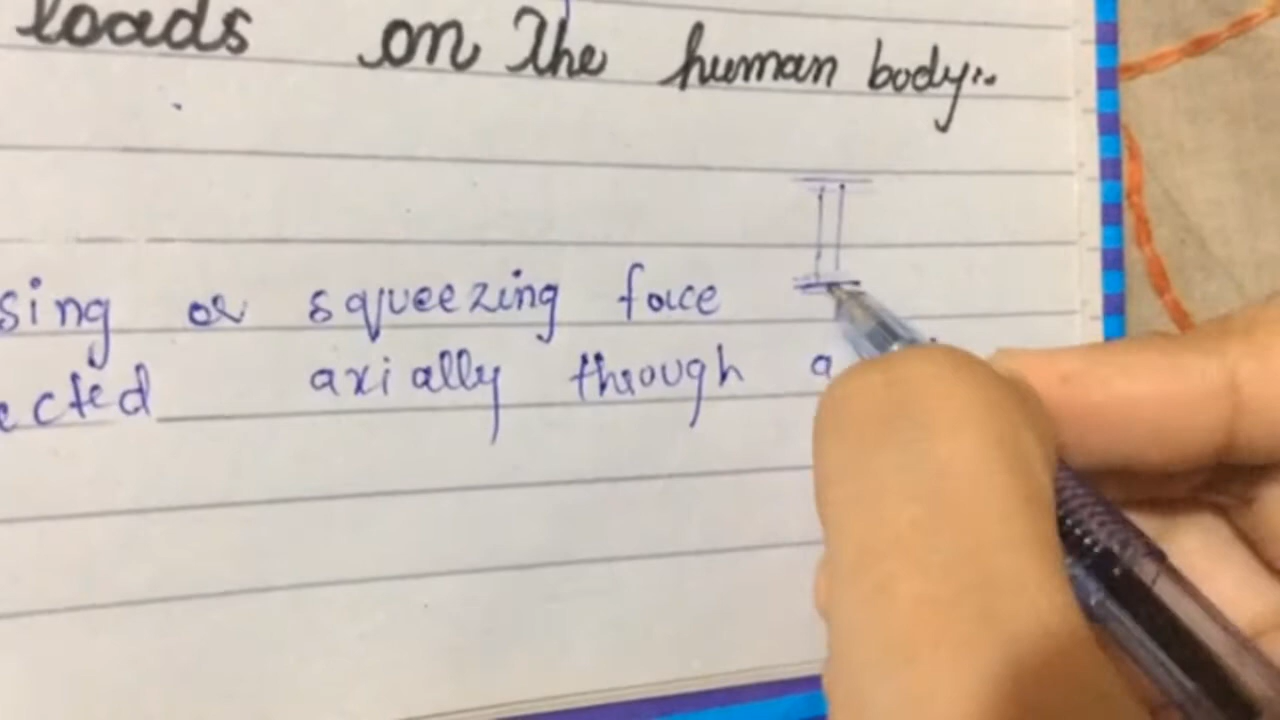 loads on the human body:-
sing or squeezing force
ected axially through a